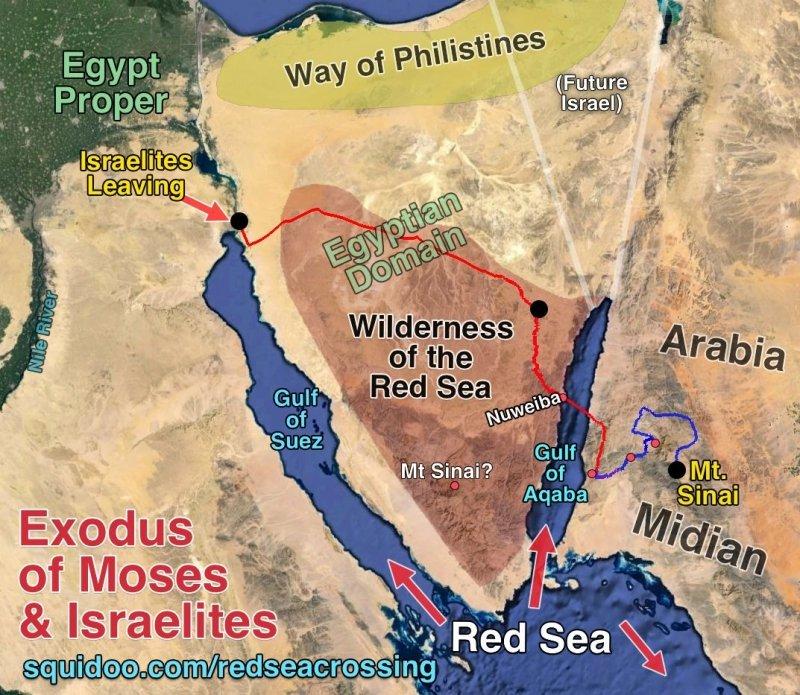 Way of Philistines
Egypt
Proper
(Future
Israel)
Israelites
Leaving
Egyptian
Domain
Nile River
Wilderness
of the
Red Sea
Arabia
Gulf
of
Suez
Nuweiba
Mt Sinai?
Gulf
of
Aqaba
Mt.
Sinai
Midian
Exodus
of Moses
& Israelites
Red Sea
squidoo.com/redseacrossing